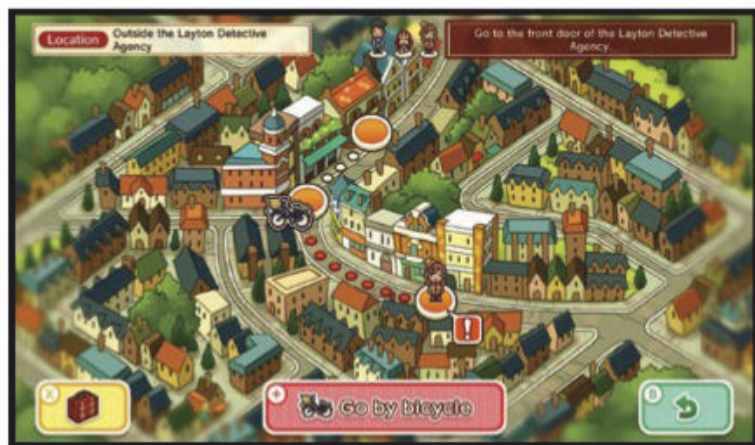 Location Outside the Layton Detective
Agency
Go to the front door of the Layton Detective
Agency.
!
X
+ Go by bicycle
B